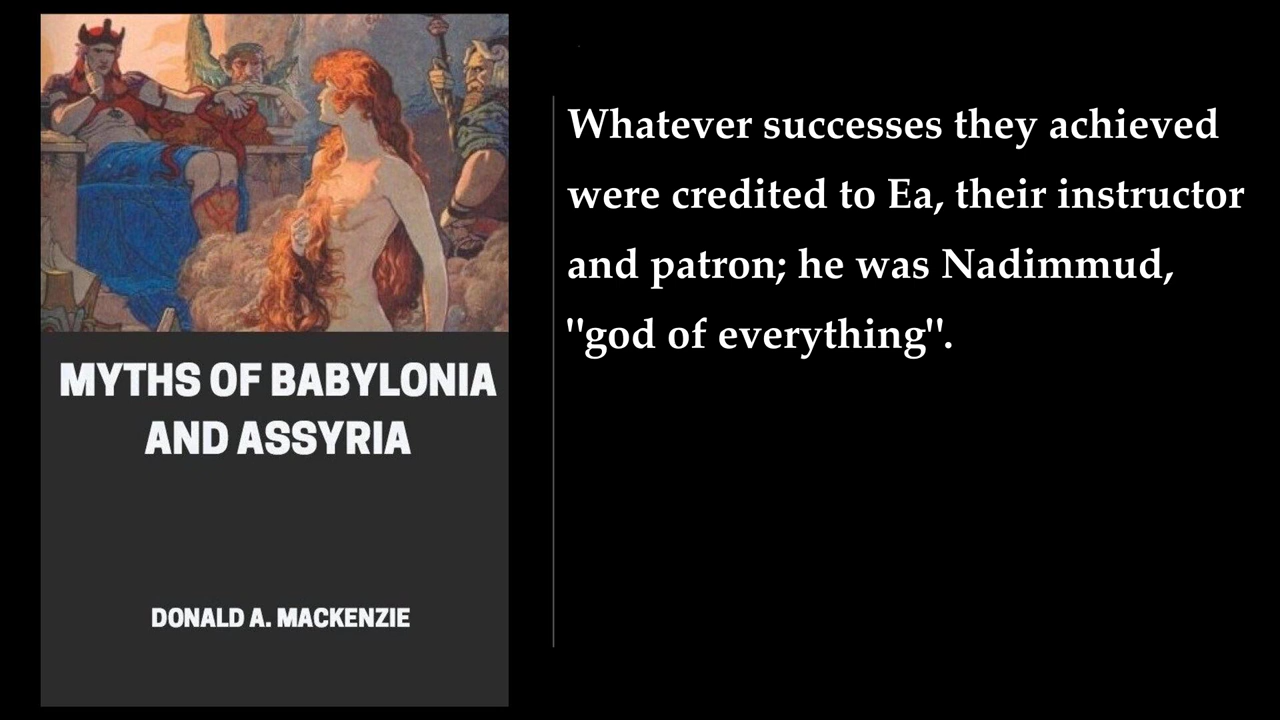 MYTHS OF BABYLONIA
AND ASSYRIA
DONALD A. MACKENZIE
Whatever successes they achieved
were credited to Ea, their instructor
and patron; he was Nadimmud,
"god of everything".